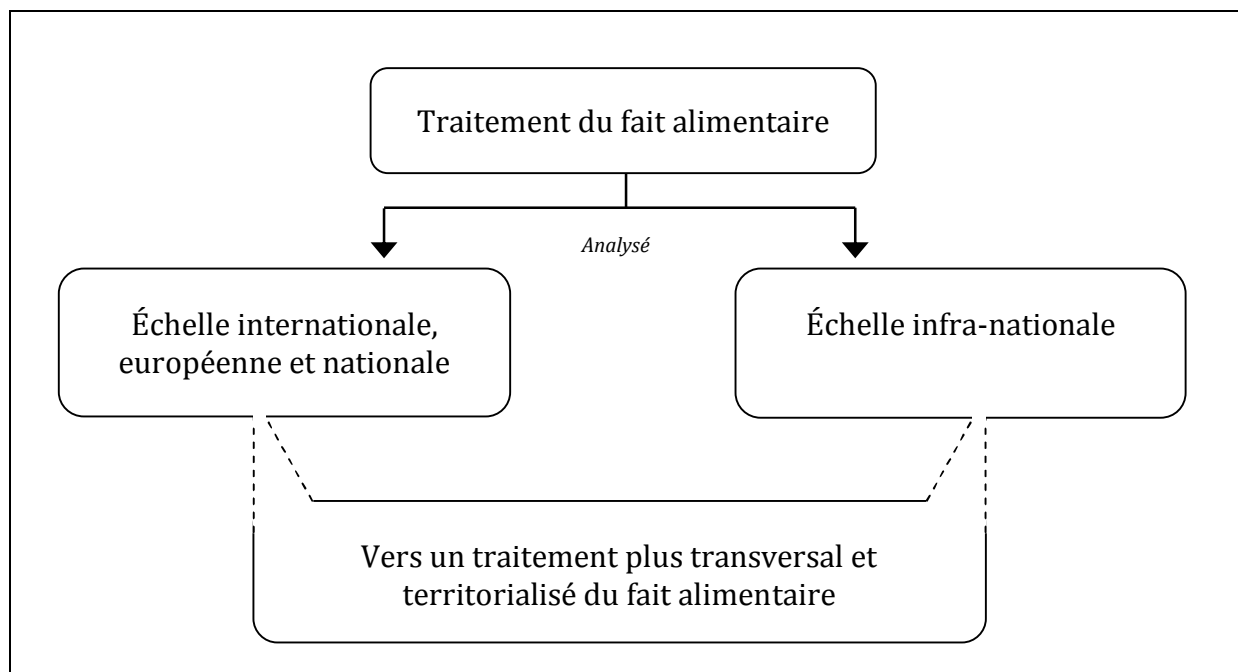 Traitement du fait alimentaire
Analysé
Échelle internationale,
européenne et nationale
Échelle infra-nationale
Vers un traitement plus transversal et
territorialisé du fait alimentaire